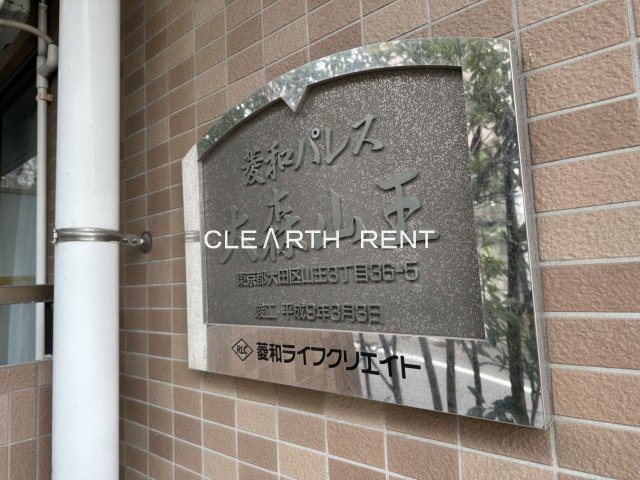 菱和パレス
大森山王
CLEARTH RENT
東京都大田区山王3丁目36-5
竣工 平成9年3月3日
RLC 菱和ライフクリエイト